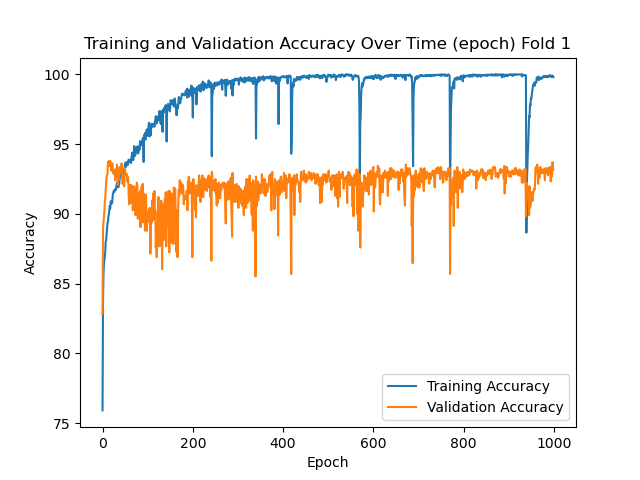 Training and Validation Accuracy Over Time (epoch) Fold 1
100
95
90
85
80
75
Accuracy
0 200 400 600 800 1000
Epoch
Training Accuracy
Validation Accuracy